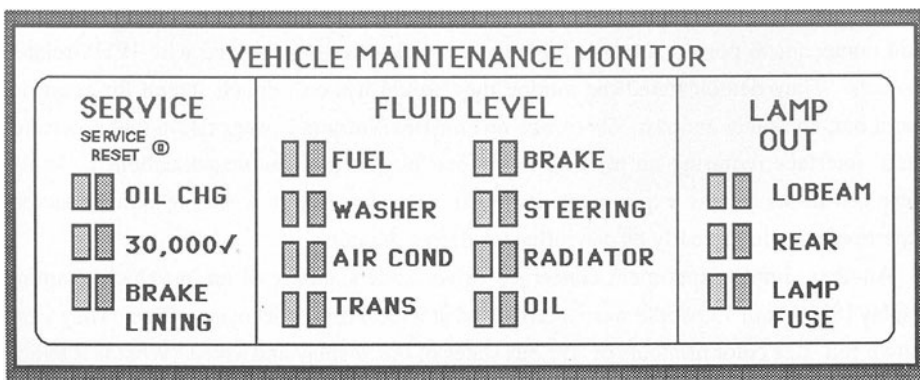 VEHICLE MAINTENANCE MONITOR
SERVICE
SERVICE
RESET
OIL CHG
30,000✓
BRAKE
LINING
FLUID LEVEL
FUEL
WASHER
AIR COND
TRANS
BRAKE
STEERING
RADIATOR
OIL
LAMP
OUT
LOBEAM
REAR
LAMP
FUSE